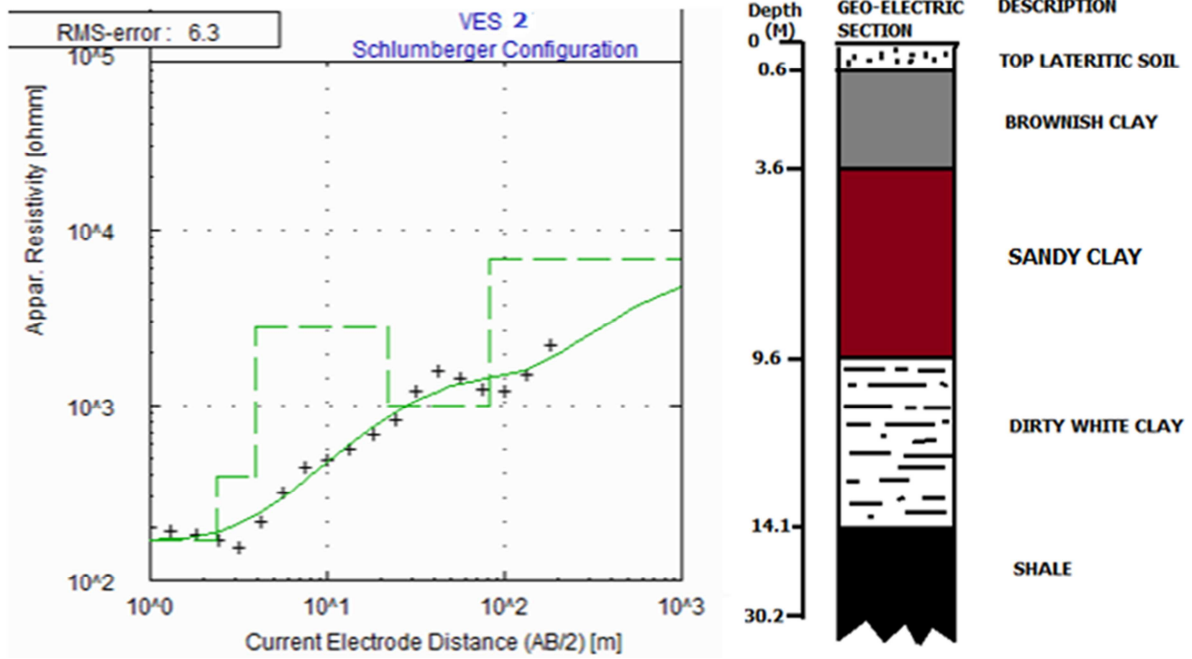 RMS-error : 6.3
VES 2
Schlumberger Configuration
Appar. Resistivity [ohmm]
10^5
10^4
10^3
10^2
10^0
10^1
10^2
10^3
Current Electrode Distance (AB/2) [m]
Depth
(M)
GEO-ELECTRIC
SECTION
DESCRIPTION
0
0.6
3.6
9.6
14.1
30.2
TOP LATERITIC SOIL
BROWNISH CLAY
SANDY CLAY
DIRTY WHITE CLAY
SHALE